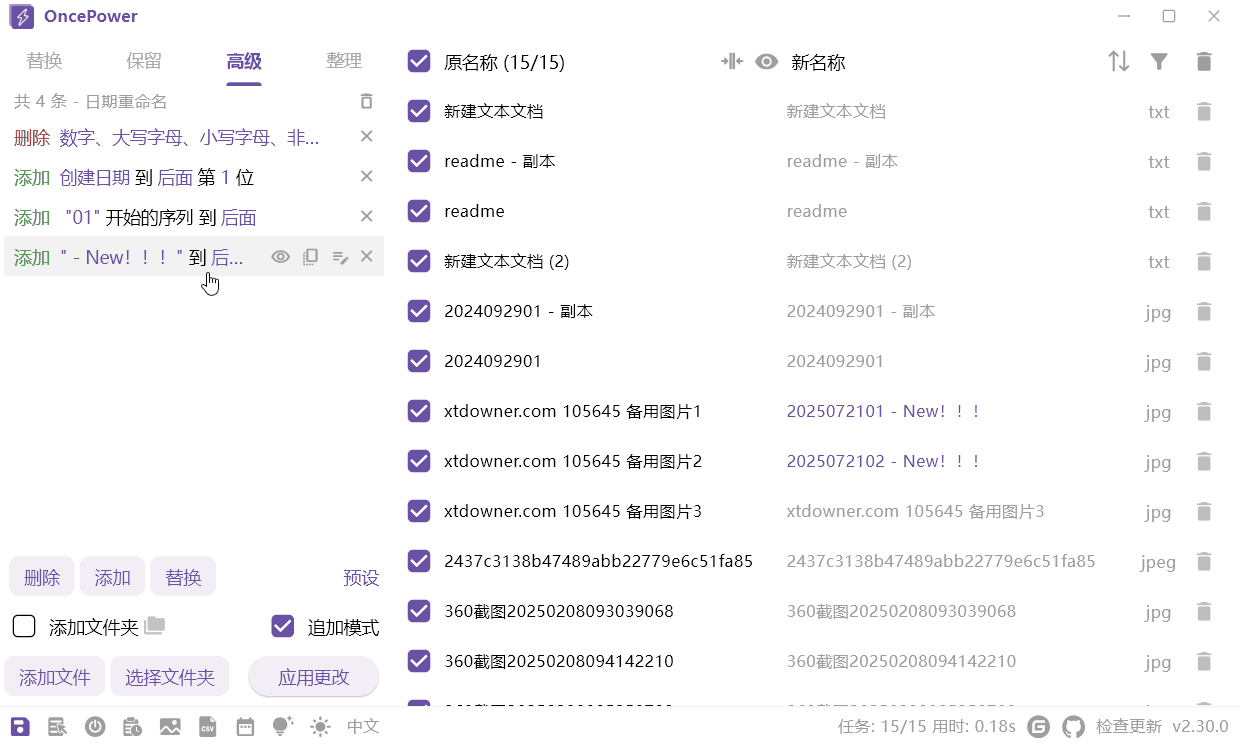 OncePower
替换 保留 高级 整理
共 4 条 - 日期重命名
删除 数字、大写字母、小写字母、非...
添加 创建日期 到 后面 第 1 位
添加 "01" 开始的序列 到 后面
添加 " - New！！！" 到 后...
删除 添加 替换 预设
添加文件夹 追加模式
添加文件 选择文件夹 应用更改
原名称 (15/15) 新名称
新建文本文档 新建文本文档 txt
readme - 副本 readme - 副本 txt
readme readme txt
新建文本文档 (2) 新建文本文档 (2) txt
2024092901 - 副本 2024092901 - 副本 jpg
2024092901 2024092901 jpg
xtdowner.com 105645 备用图片1 2025072101 - New！！！ jpg
xtdowner.com 105645 备用图片2 2025072102 - New！！！ jpg
xtdowner.com 105645 备用图片3 xtdowner.com 105645 备用图片3 jpg
2437c3138b47489abb22779e6c51fa85 2437c3138b47489abb22779e6c51fa85 jpeg
360截图20250208093039068 360截图20250208093039068 jpg
360截图20250208094142210 360截图20250208094142210 jpg
CSV 中文 任务: 15/15 用时: 0.18s 检查更新 v2.30.0